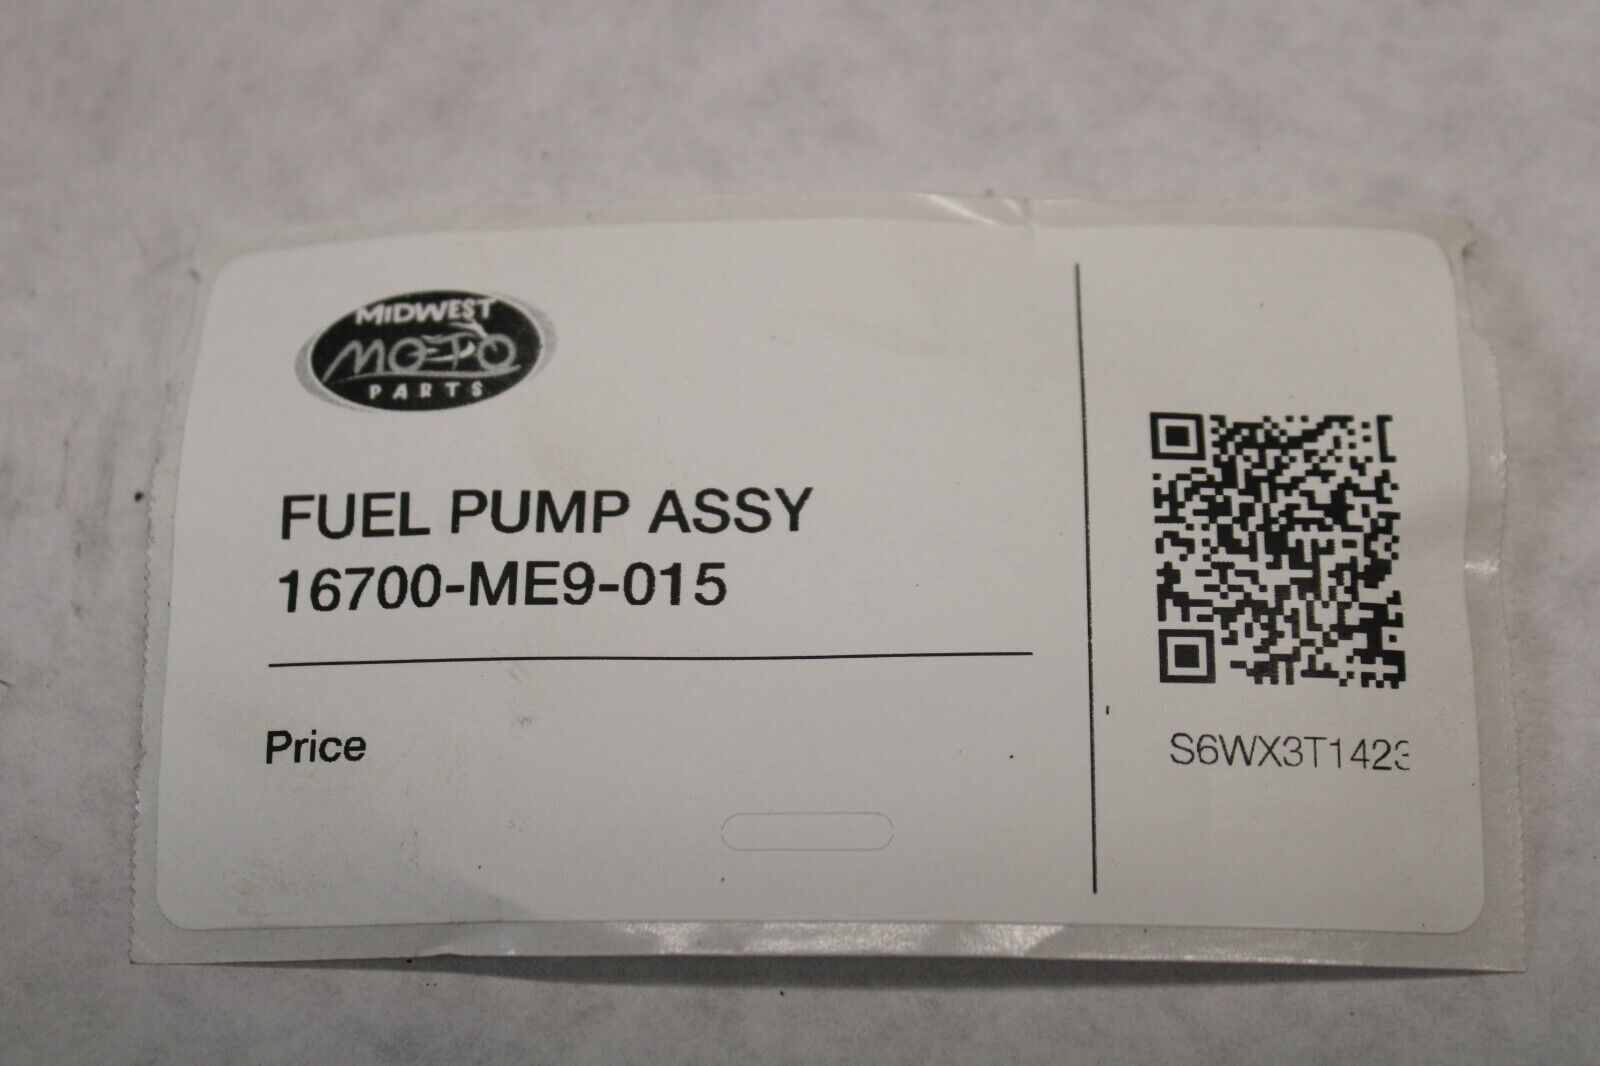 MIDWEST
MOTO
PARTS
FUEL PUMP ASSY
16700-ME9-015
Price
S6WX3T1423